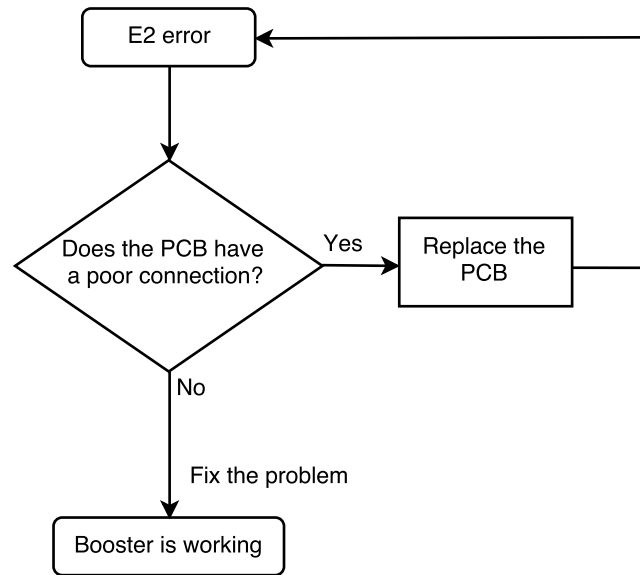 E2 error
Does the PCB have
a poor connection?
Yes
Replace the
PCB
No
Fix the problem
Booster is working